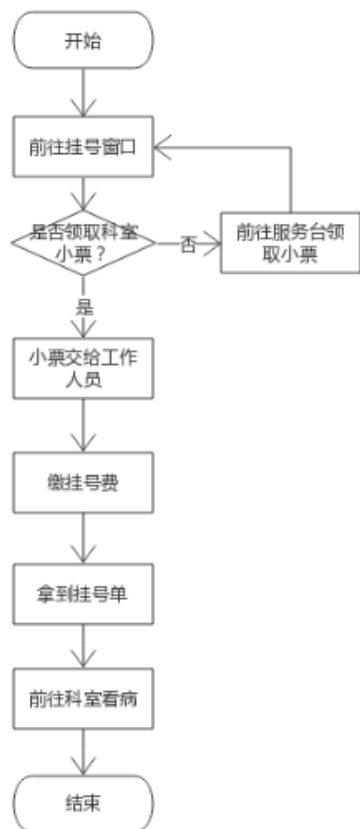 开始
前往挂号窗口
是否领取科室
小票？
否
前往服务台领
取小票
是
小票交给工作
人员
缴挂号费
拿到挂号单
前往科室看病
结束